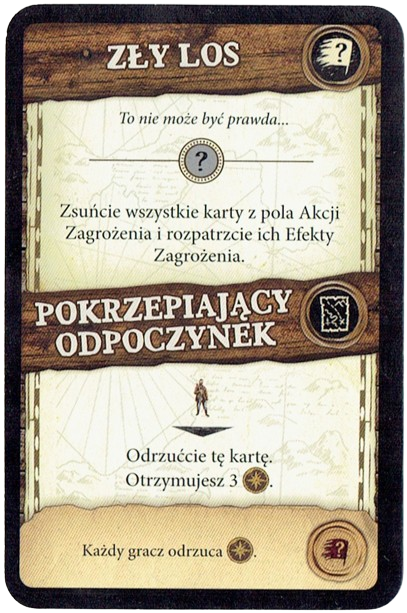 ZŁY LOS
?
To nie może być prawda...
?
Zsuńcie wszystkie karty z pola Akcji
Zagrożenia i rozpatrzcie ich Efekty
Zagrożenia.
POKRZEPIAJĄCY
ODPOCZYNEK
Odrzućcie tę kartę.
Otrzymujesz 3 .
Każdy gracz odrzuca .
?